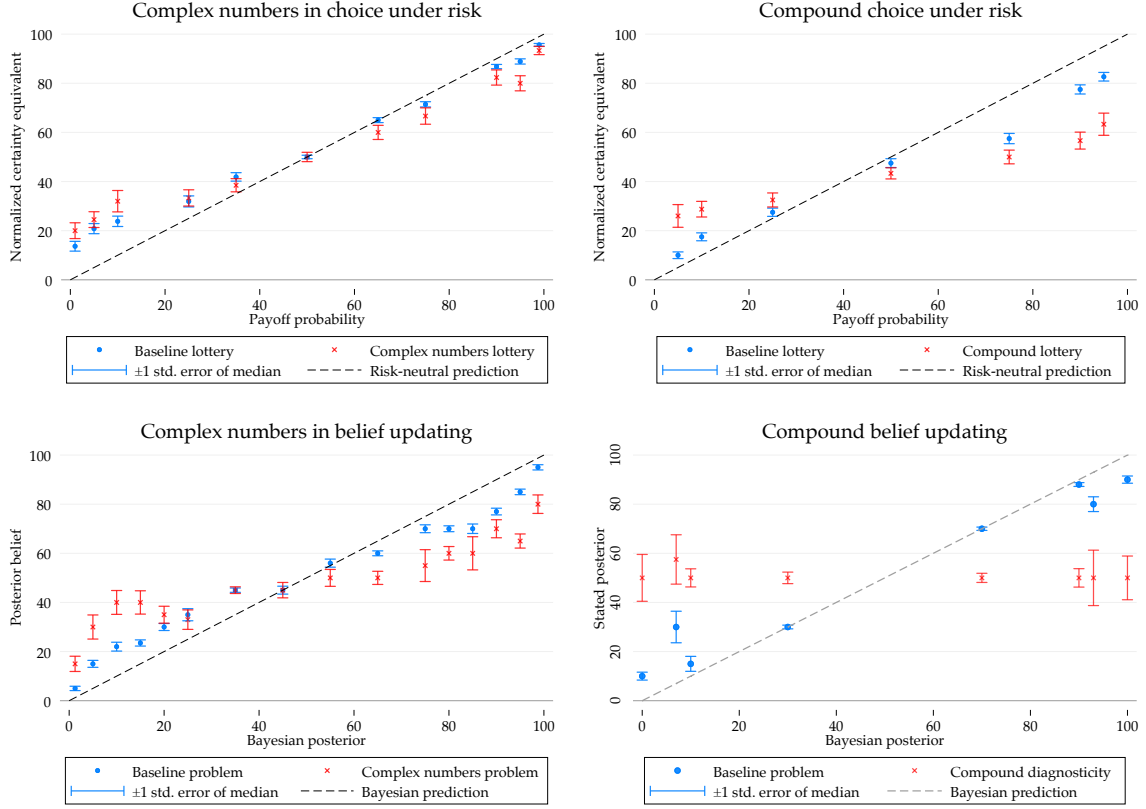 Complex numbers in choice under risk
Normalized certainty equivalent
100
80
60
40
20
0
0 20 40 60 80 100
Payoff probability
Baseline lottery
Complex numbers lottery
±1 std. error of median
Risk-neutral prediction
Compound choice under risk
Normalized certainty equivalent
100
80
60
40
20
0
0 20 40 60 80 100
Payoff probability
Baseline lottery
Compound lottery
±1 std. error of median
Risk-neutral prediction
Complex numbers in belief updating
Posterior belief
100
80
60
40
20
0
0 20 40 60 80 100
Bayesian posterior
Baseline problem
Complex numbers problem
±1 std. error of median
Bayesian prediction
Compound belief updating
Stated posterior
100
80
60
40
20
0
0 20 40 60 80 100
Bayesian posterior
Baseline problem
Compound diagnosticity
±1 std. error of median
Bayesian prediction